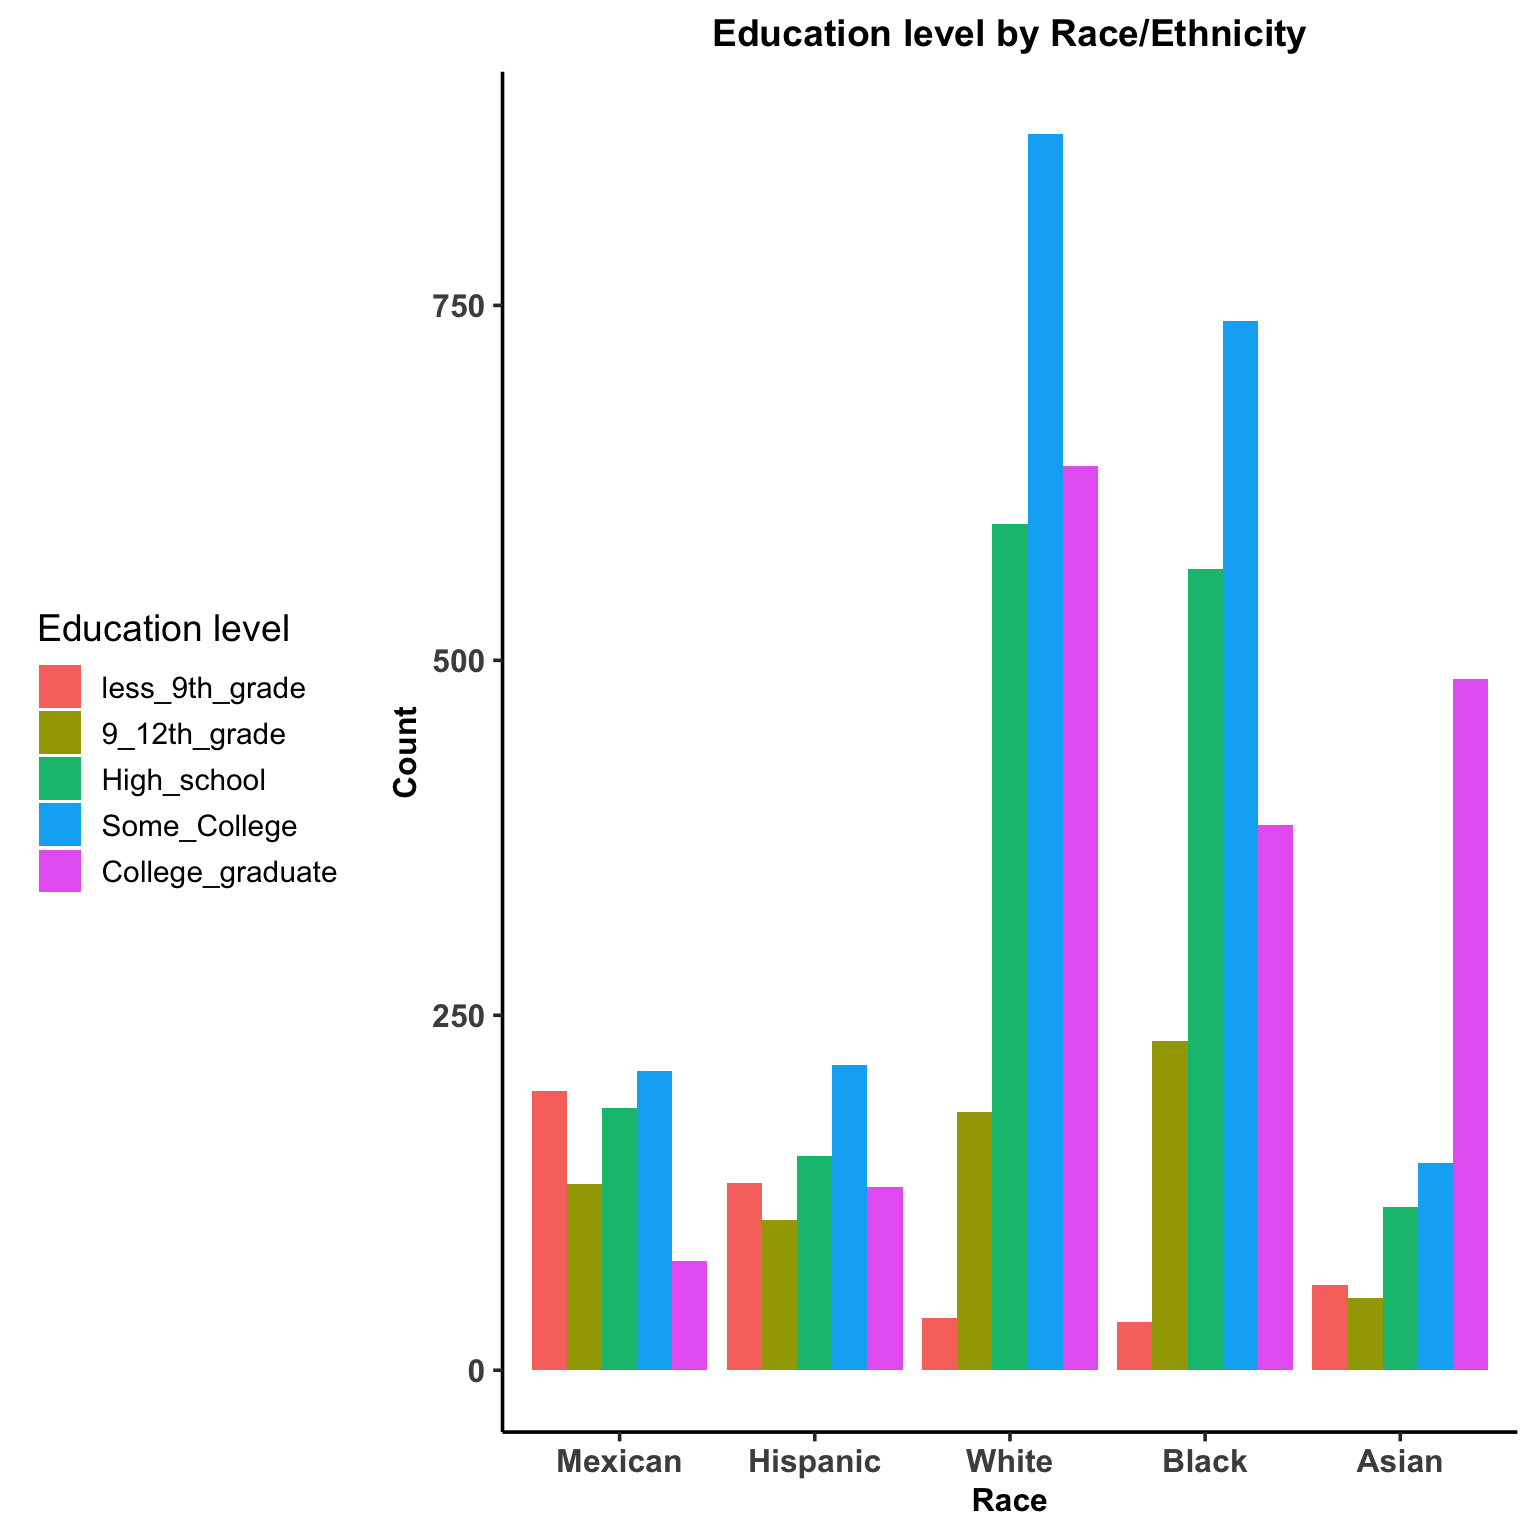 Education level by Race/Ethnicity
Education level
less_9th_grade
9_12th_grade
High_school
Some_College
College_graduate
Count
750
500
250
0
Mexican Hispanic White Black Asian
Race